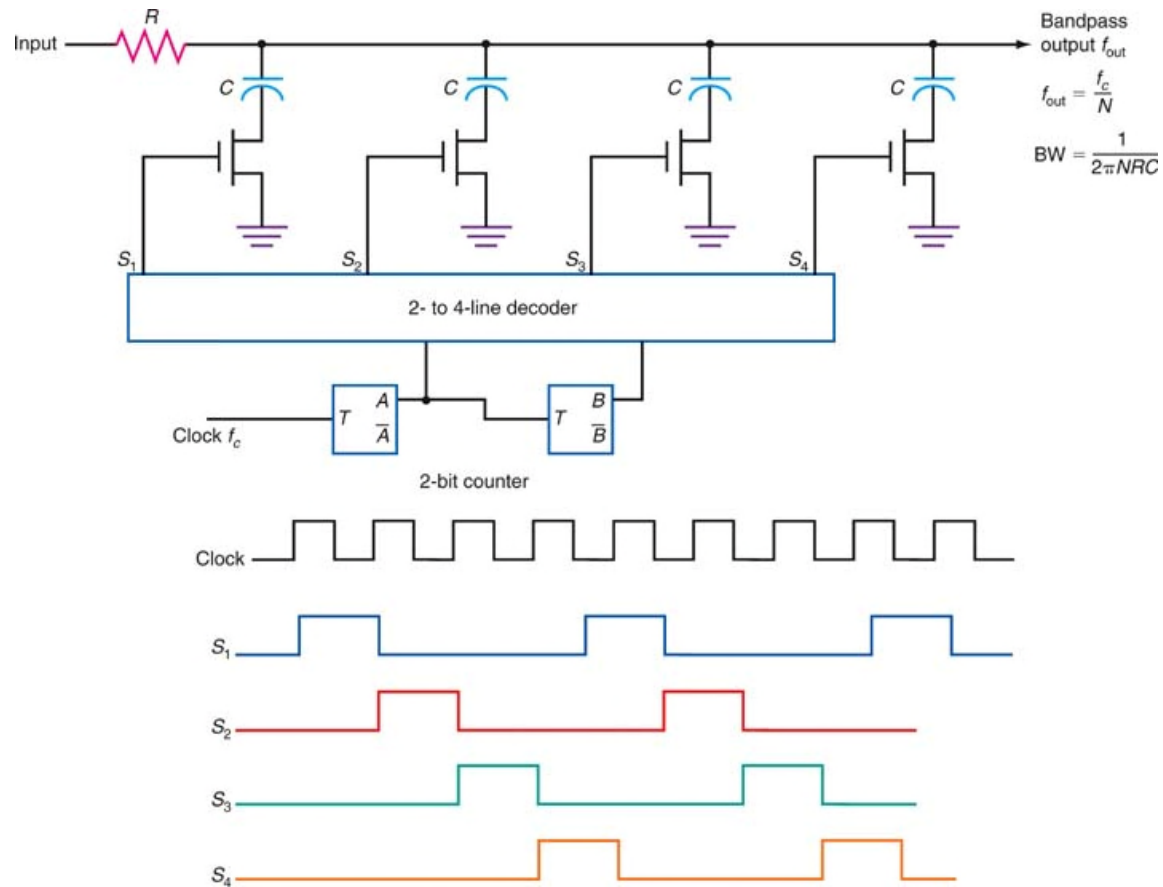 R
Input
Bandpass
output f_out
C
C
C
C
f_out = f_c/N
BW = 1/2πNRC
S₁
S₂
S₃
S₄
2- to 4-line decoder
A
B
T
T
A̅
B̅
Clock f_c
2-bit counter
Clock
S₁
S₂
S₃
S₄